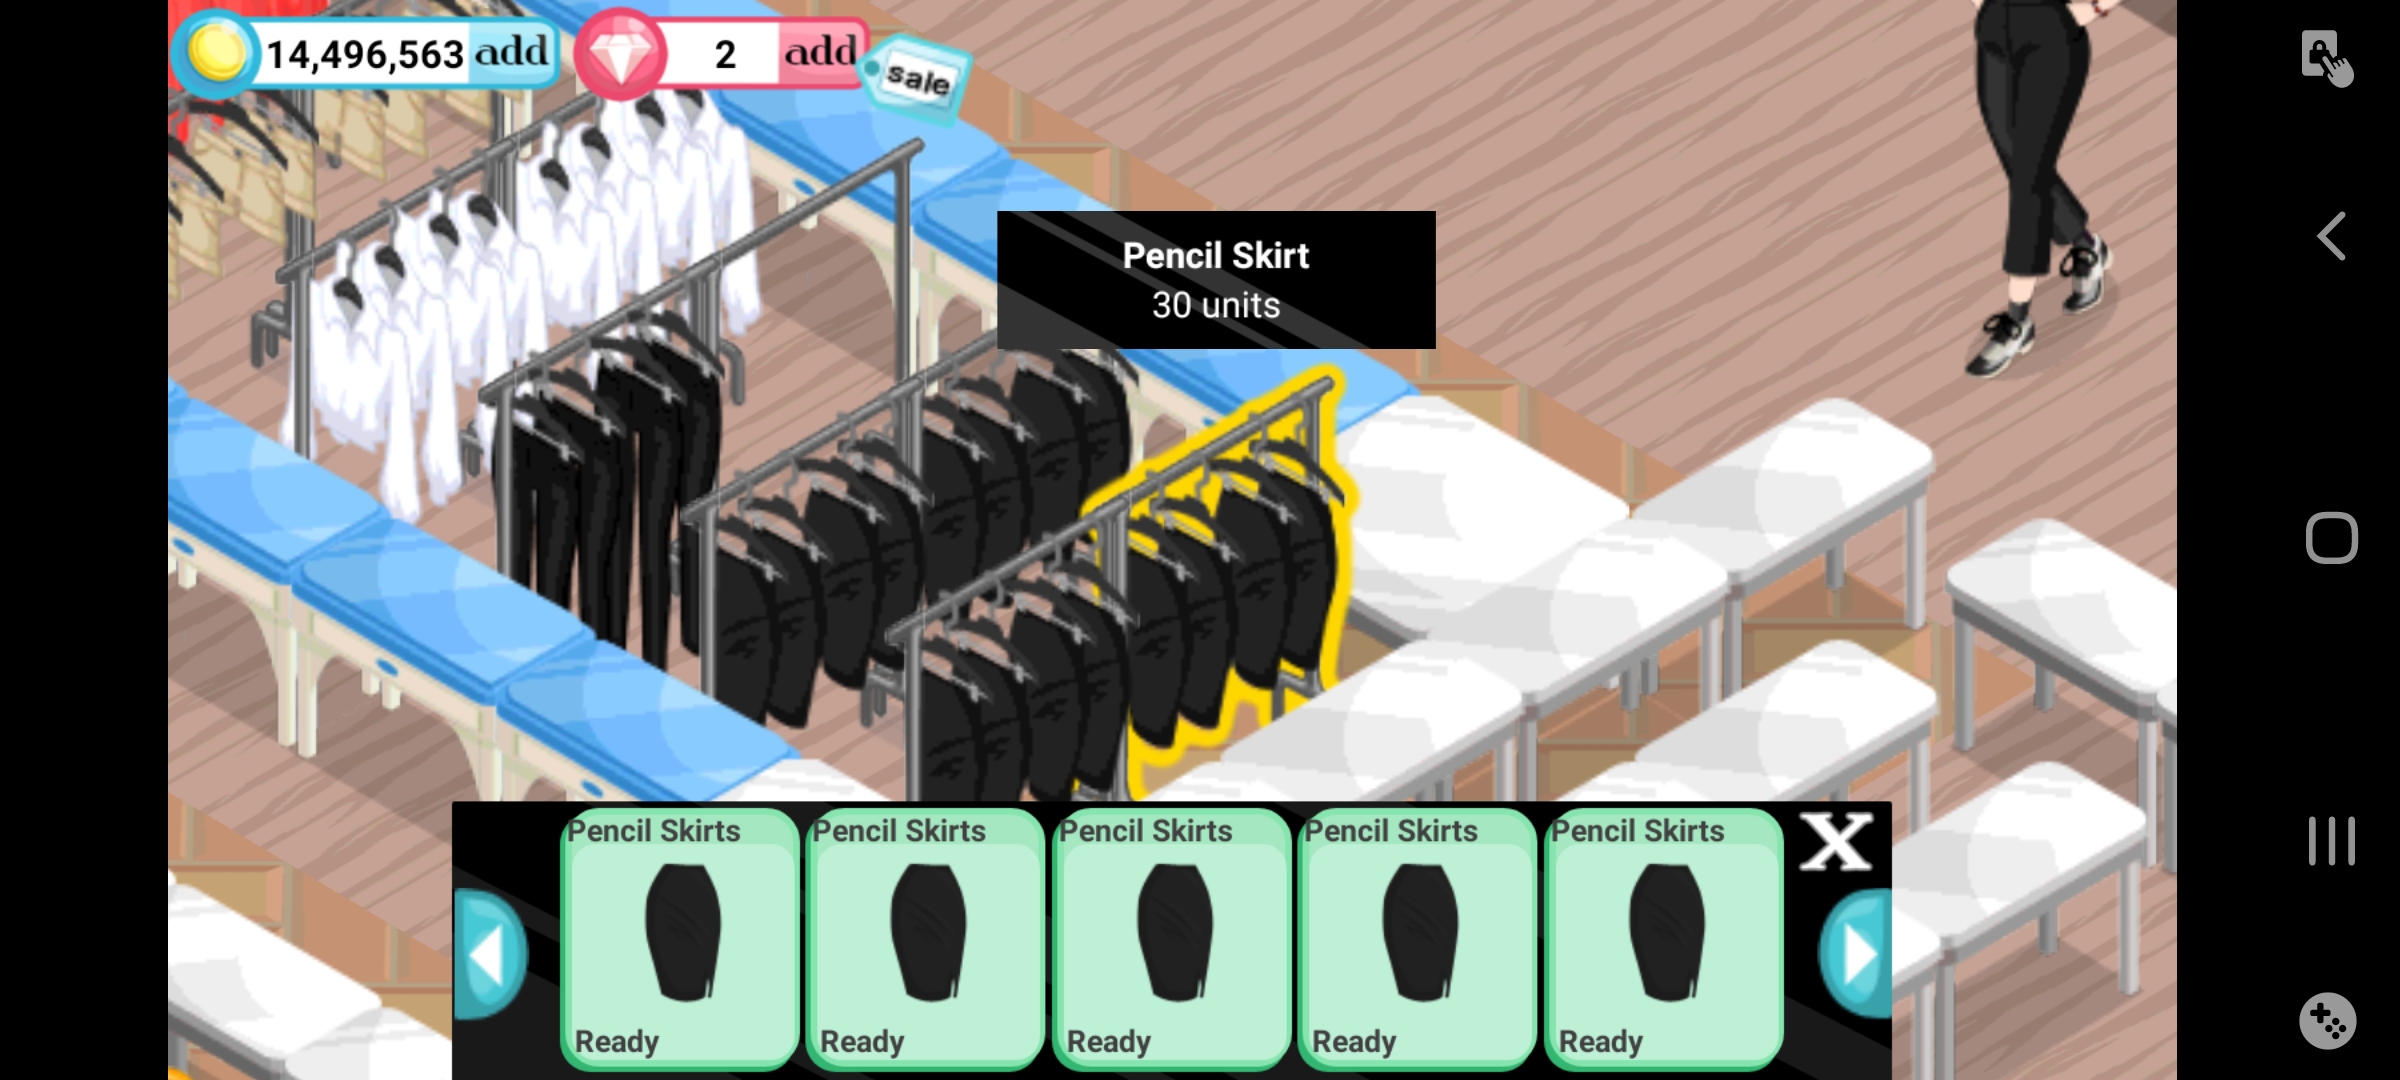 14,496,563 add
2 add
sale
Pencil Skirt
30 units
Pencil Skirts
Pencil Skirts
Pencil Skirts
Pencil Skirts
Pencil Skirts
X
Ready
Ready
Ready
Ready
Ready